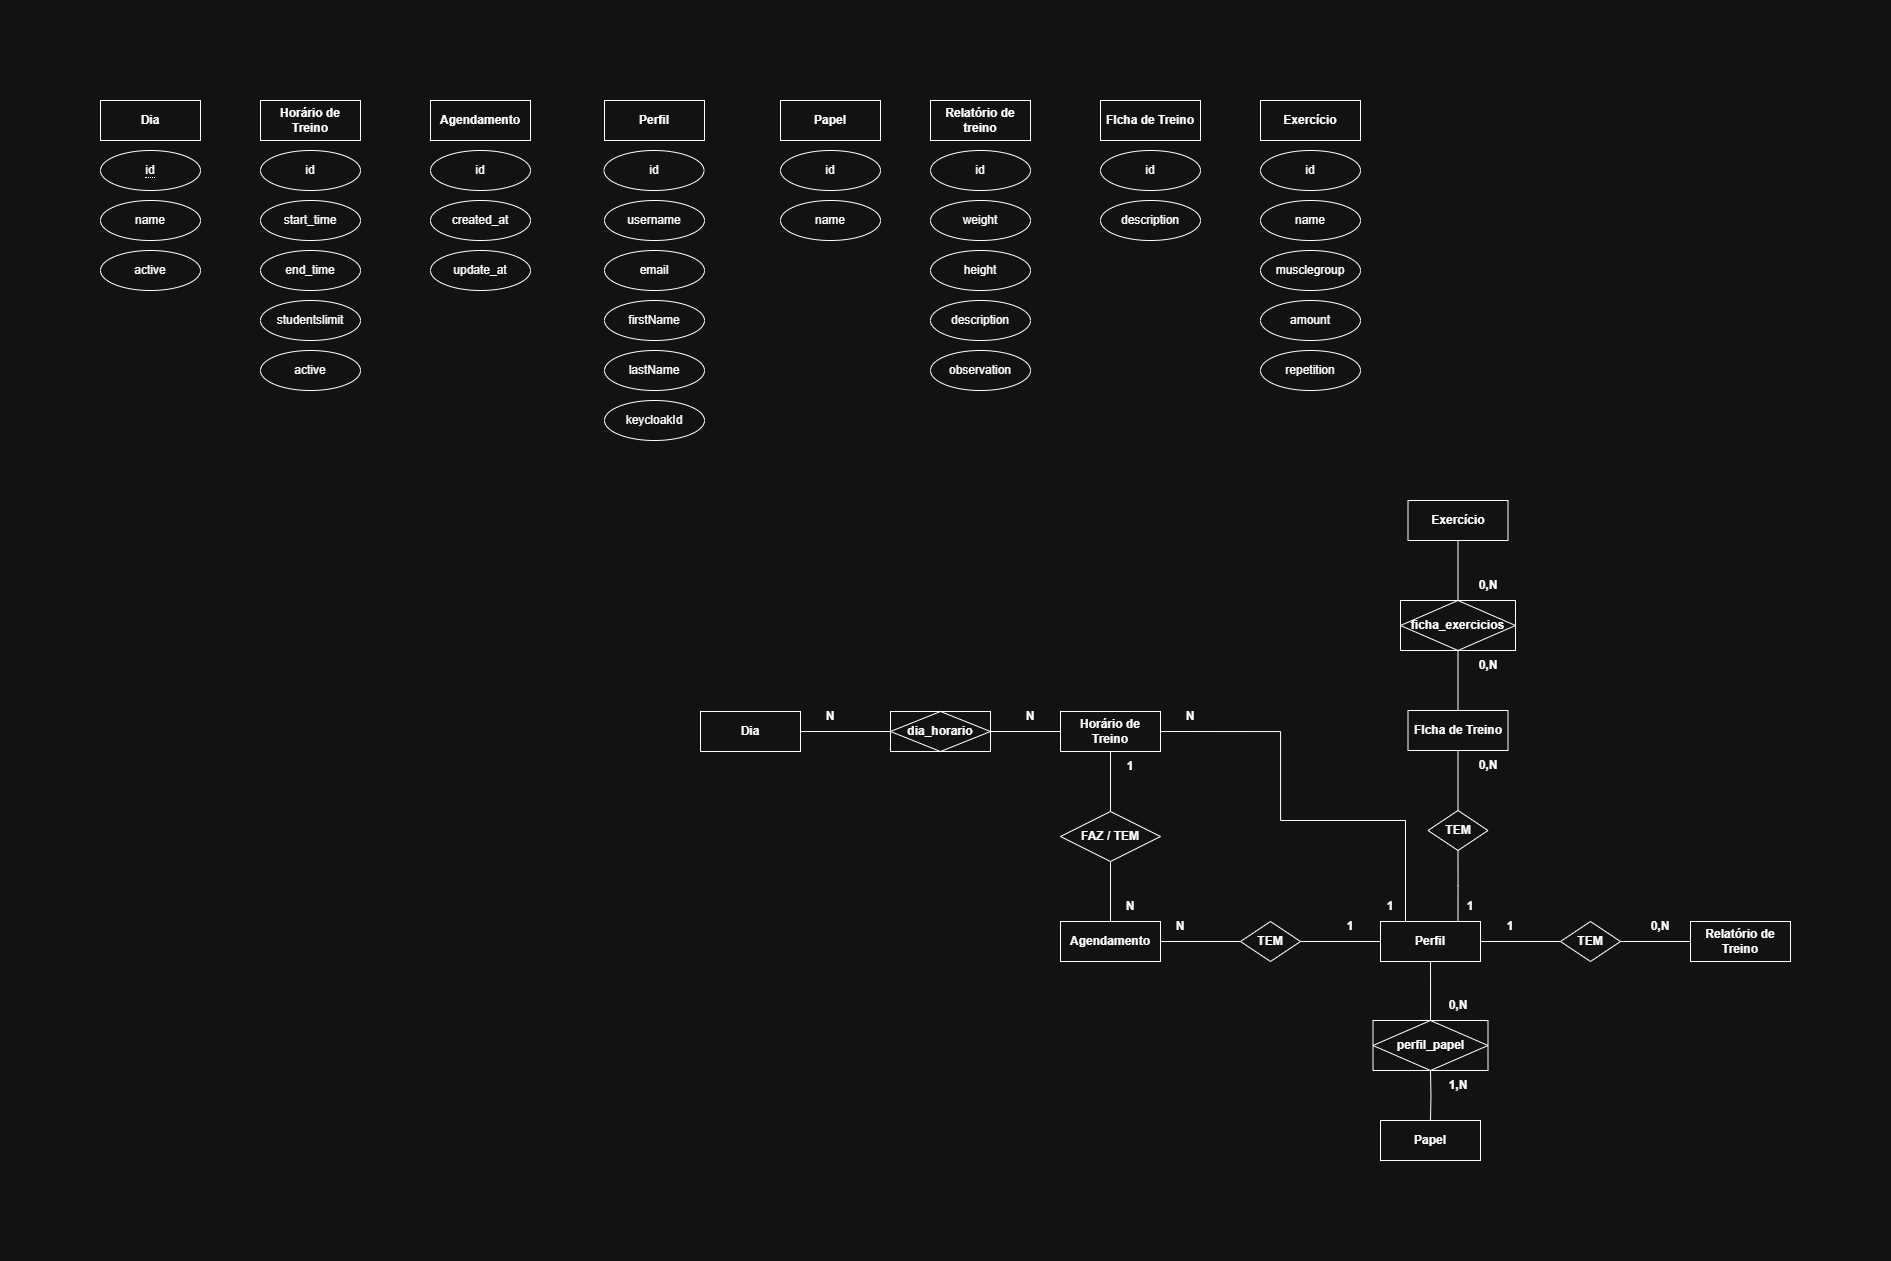 Dia
id
name
active
Horário de
Treino
id
start_time
end_time
studentslimit
active
Agendamento
id
created_at
update_at
Perfil
id
username
email
firstName
lastName
keycloakId
Papel
id
name
Relatório de
treino
id
weight
height
description
observation
FIcha de Treino
id
description
Exercício
id
name
musclegroup
amount
repetition
Exercício
0,N
ficha_exercicios
0,N
FIcha de Treino
0,N
TEM
1
Dia
N
dia_horario
N
Horário de
Treino
N
1
1
FAZ / TEM
N
Agendamento
N
TEM
1
Perfil
1
TEM
0,N
Relatório de
Treino
0,N
perfil_papel
1,N
Papel